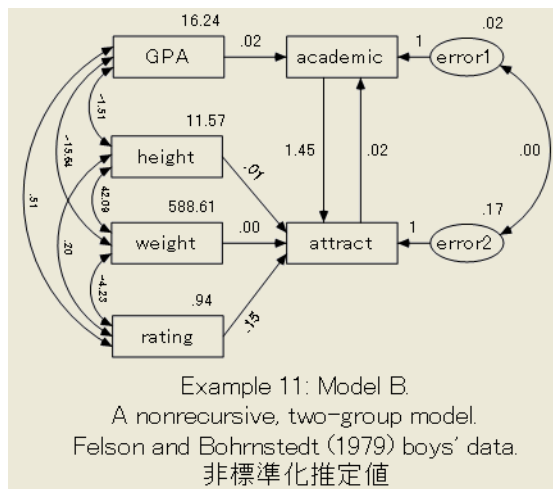 16.24
.02
GPA
.02
academic
1
error1
-1.51
11.57
height
-15.64
1.45
.02
.00
-.01
.51
42.09
588.61
.17
weight
.00
attract
1
error2
.20
-4.23
.94
rating
.15
Example 11: Model B.
A nonrecursive, two-group model.
Felson and Bohrnstedt (1979) boys' data.
非標準化推定値